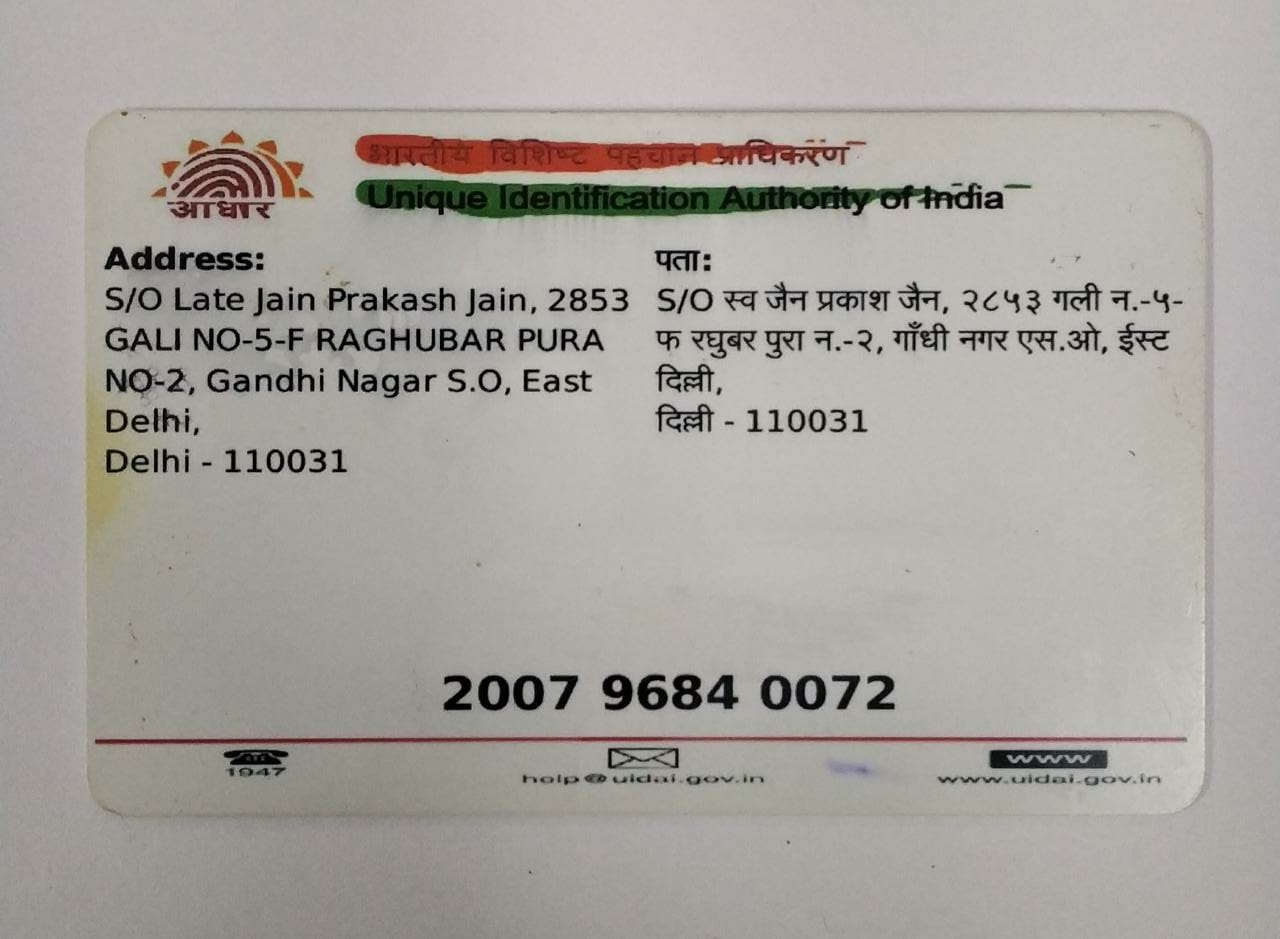 आधार
भारतीय विशिष्ट पहचान प्राधिकरण
Unique Identification Authority of India
Address:
S/O Late Jain Prakash Jain, 2853
GALI NO-5-F RAGHUBAR PURA
NO-2, Gandhi Nagar S.O, East
Delhi,
Delhi - 110031
पता:
S/O स्व जैन प्रकाश जैन, २८५३ गली न.-५-
फ रघुबर पुरा न.-२, गाँधी नगर एस.ओ, ईस्ट
दिल्ली,
दिल्ली - 110031
2007 9684 0072
1947
help@uidai.gov.in
WWW
www.uidai.gov.in